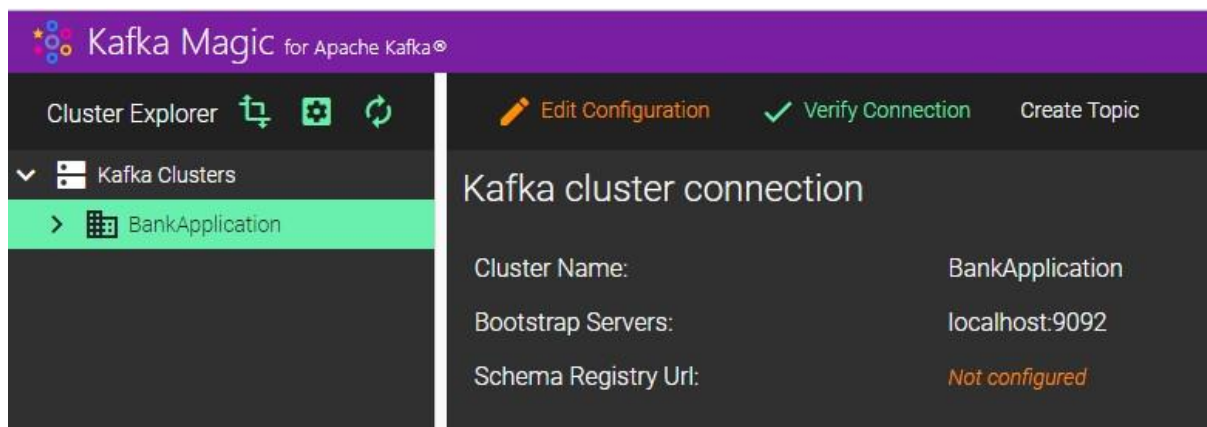 Kafka Magic for Apache Kafka®
Cluster Explorer
Edit Configuration Verify Connection Create Topic
Kafka Clusters
BankApplication
Kafka cluster connection
Cluster Name: BankApplication
Bootstrap Servers: localhost:9092
Schema Registry Url: Not configured